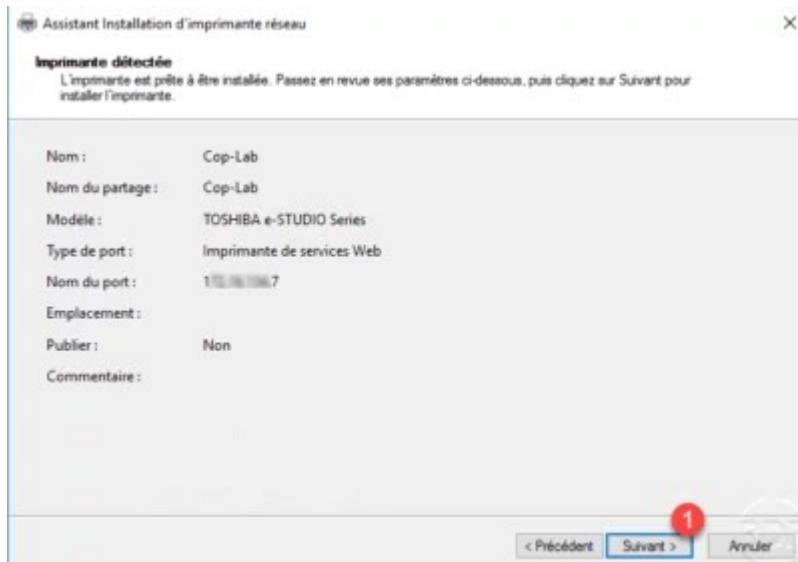 Assistant Installation d'imprimante réseau
Imprimante détectée
L'imprimante est prête à être installée. Passez en revue ses paramètres ci-dessous, puis cliquez sur Suivant pour
installer l'imprimante.
Nom : Cop-Lab
Nom du partage : Cop-Lab
Modèle : TOSHIBA e-STUDIO Series
Type de port : Imprimante de services Web
Nom du port :
Emplacement :
Publier : Non
Commentaire :
1
< Précédent Suivant > Annuler